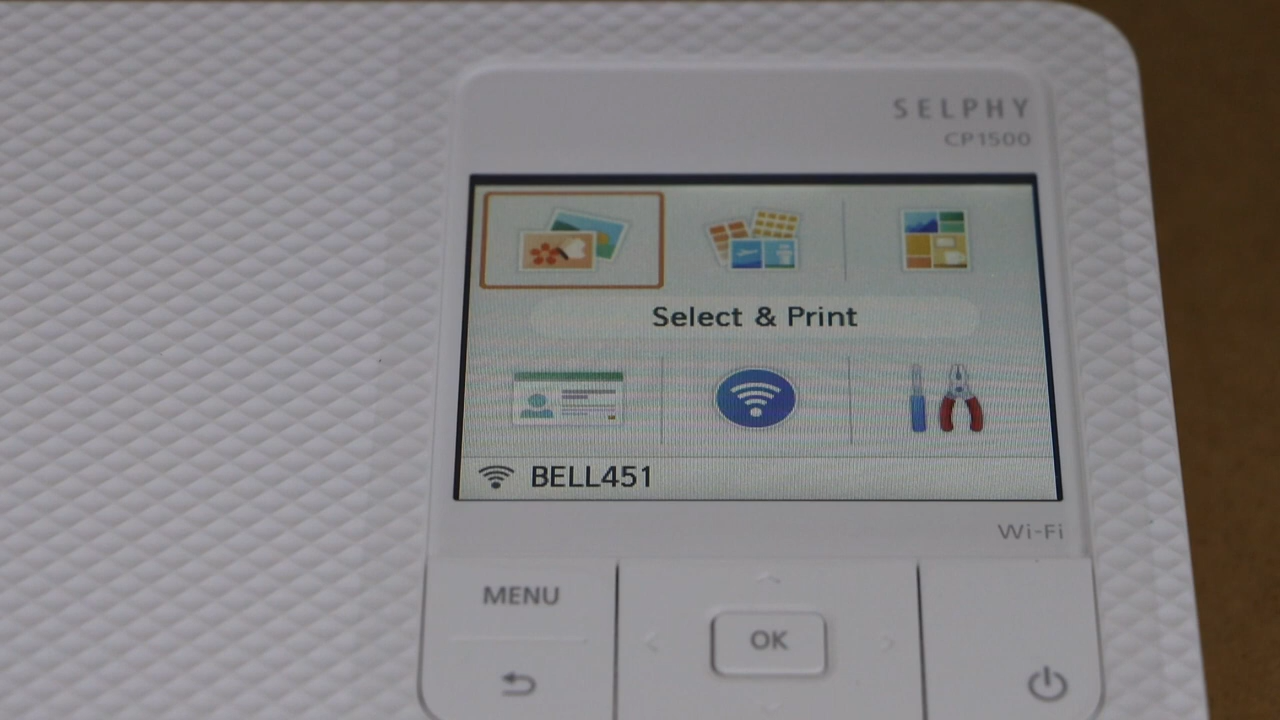 SELPHY
CP1500
Select & Print
BELL451
Wi-Fi
MENU
OK